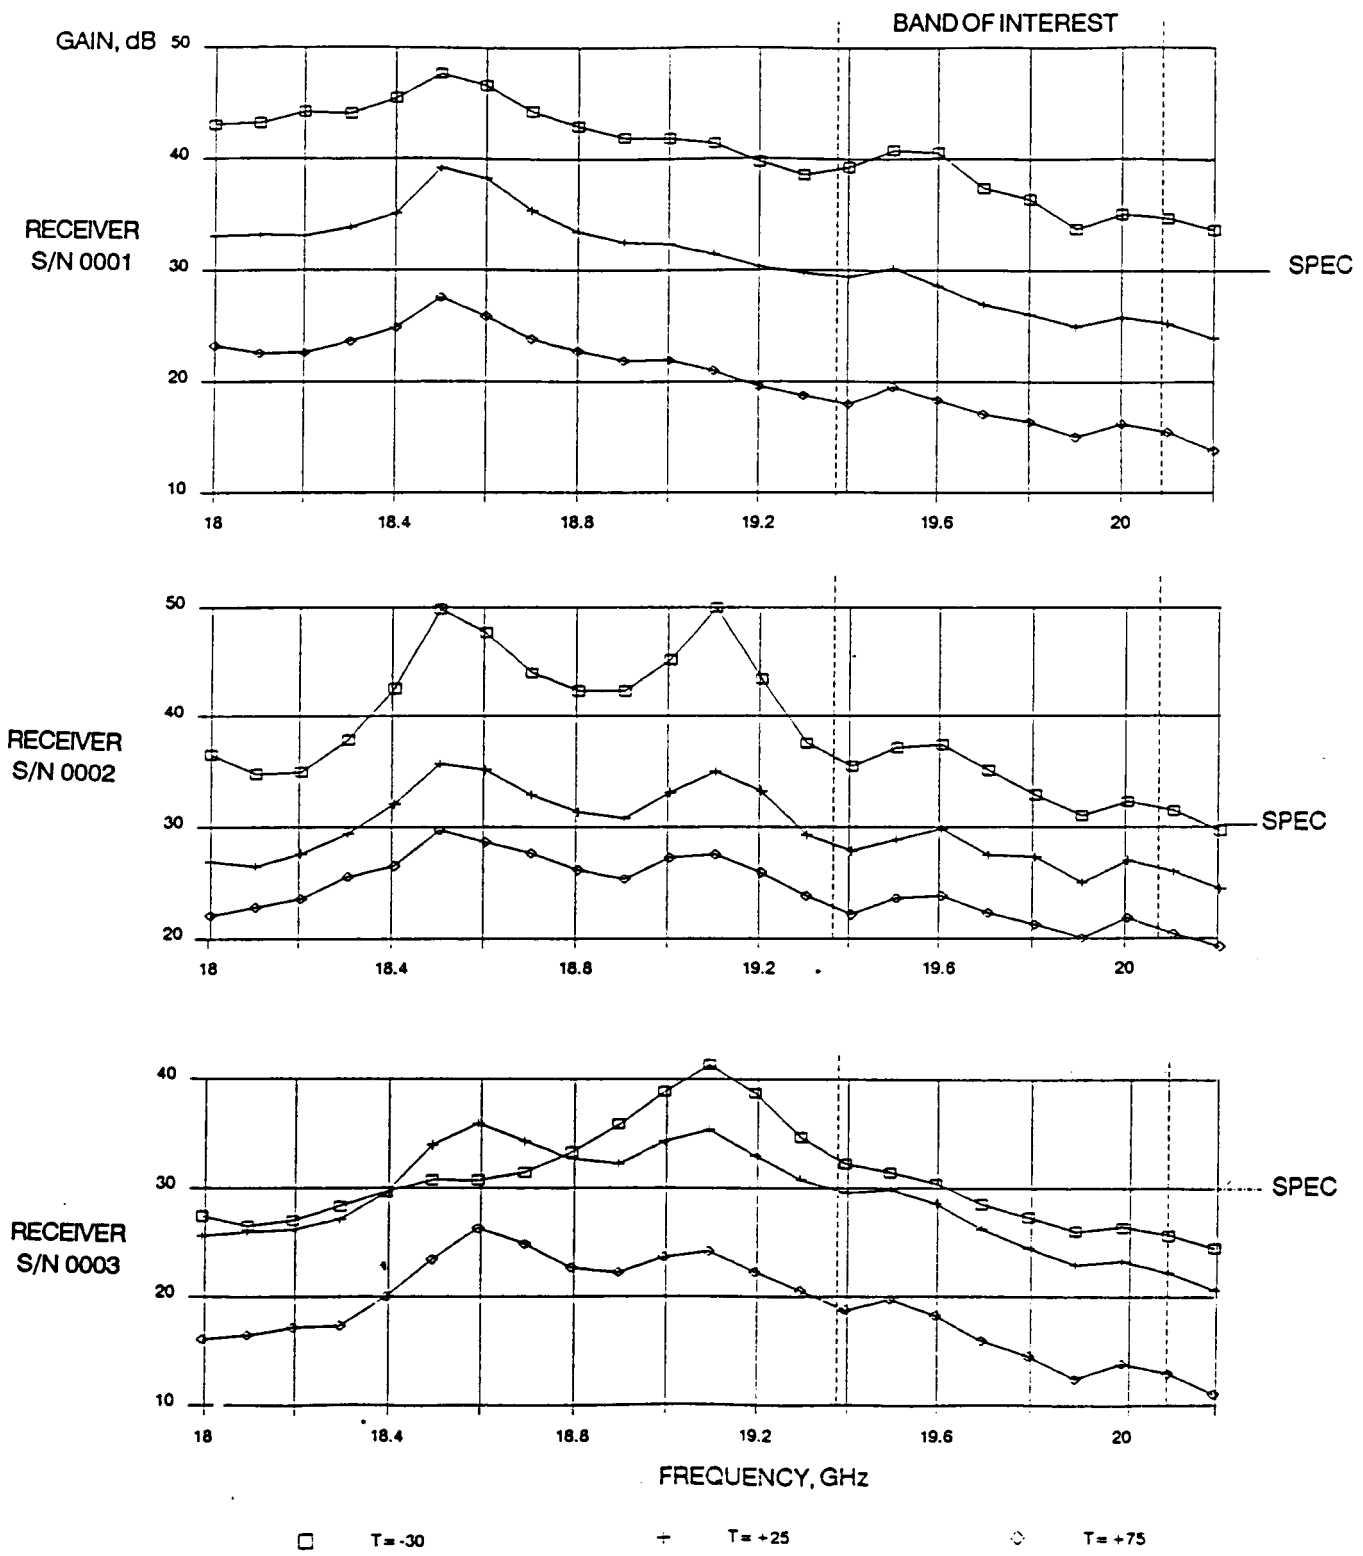 BAND OF INTEREST
GAIN, dB
50
40
30
20
10
RECEIVER
S/N 0001
SPEC
18
18.4
18.8
19.2
19.6
20
50
40
30
20
RECEIVER
S/N 0002
SPEC
18
18.4
18.8
19.2
19.6
20
40
30
20
10
RECEIVER
S/N 0003
SPEC
18
18.4
18.8
19.2
19.6
20
FREQUENCY, GHz
T= -30
T= +25
T= +75